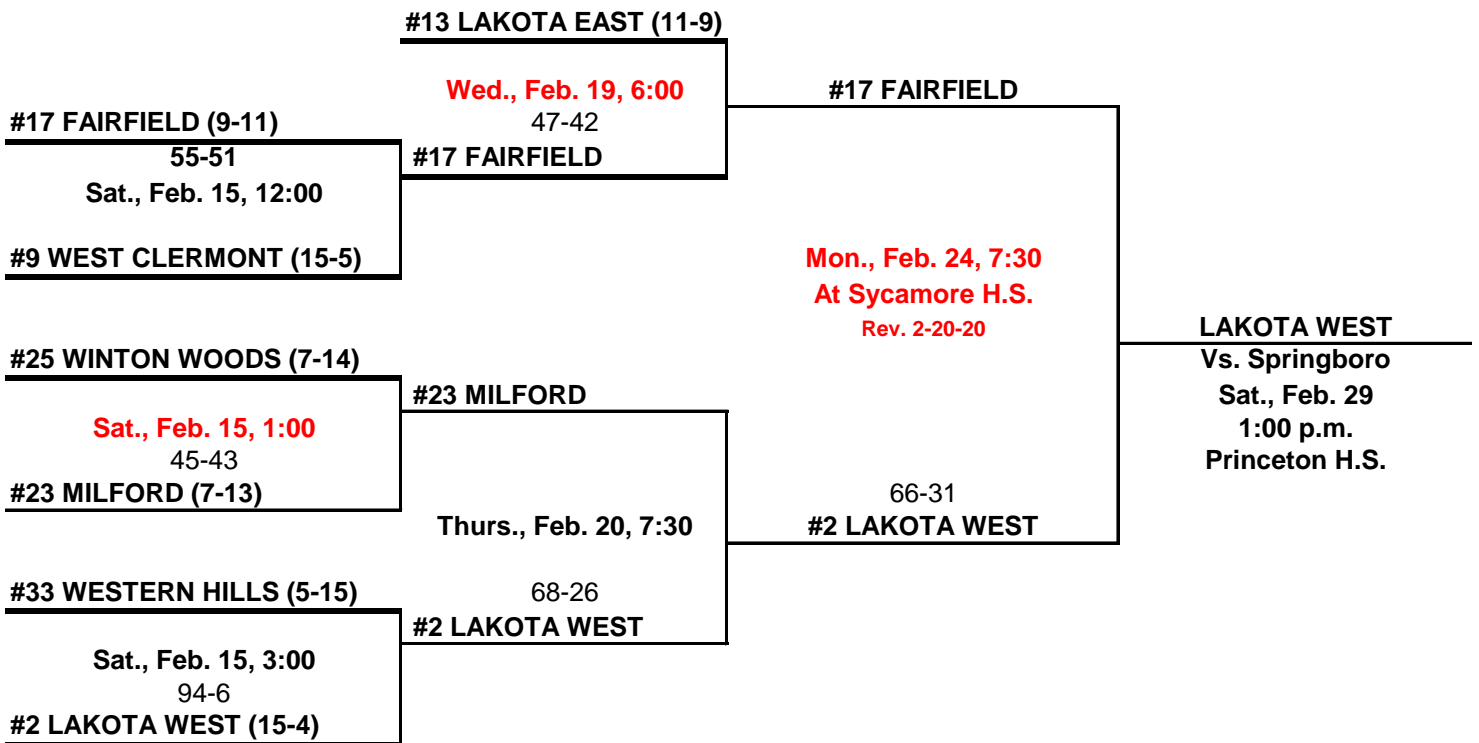 #13 LAKOTA EAST (11-9)
Wed., Feb. 19, 6:00
47-42
#17 FAIRFIELD
#17 FAIRFIELD (9-11)
55-51
Sat., Feb. 15, 12:00
#17 FAIRFIELD
#9 WEST CLERMONT (15-5)
Mon., Feb. 24, 7:30
At Sycamore H.S.
Rev. 2-20-20
LAKOTA WEST
Vs. Springboro
Sat., Feb. 29
1:00 p.m.
Princeton H.S.
#25 WINTON WOODS (7-14)
#23 MILFORD
Sat., Feb. 15, 1:00
45-43
#23 MILFORD (7-13)
66-31
Thurs., Feb. 20, 7:30
#2 LAKOTA WEST
#33 WESTERN HILLS (5-15)
68-26
#2 LAKOTA WEST
Sat., Feb. 15, 3:00
94-6
#2 LAKOTA WEST (15-4)